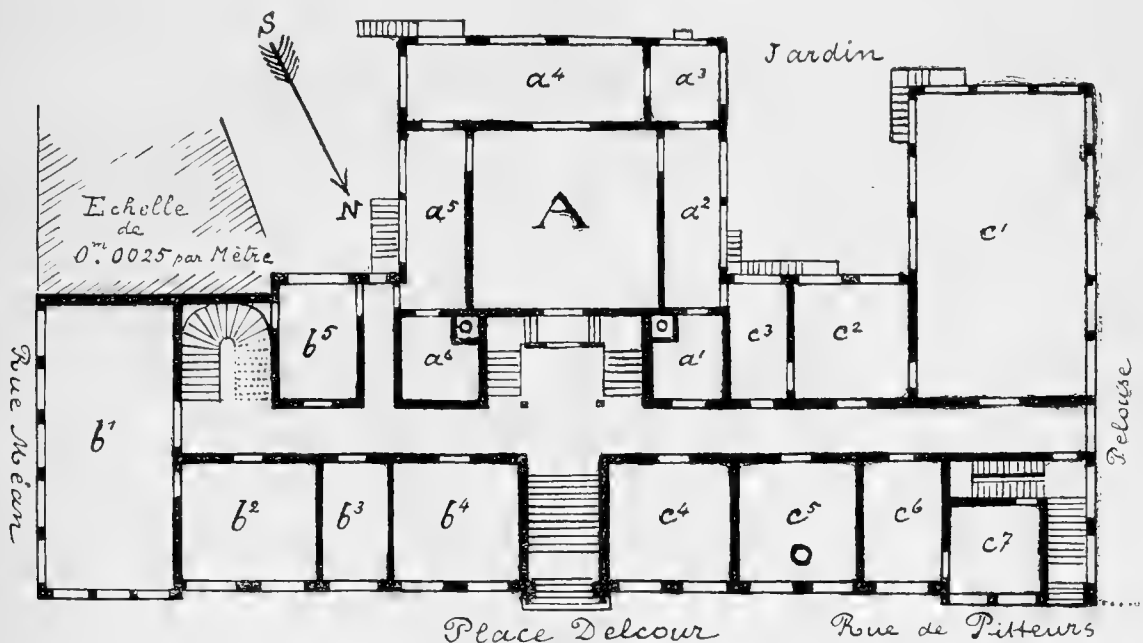 S
Jardin
a4
a3
N
Echelle
de
0m.0025 par Mètre
a5
A
a2
c1
b5
a6
a1
c3
c2
Rue Méan
b1
Pelouse
b2
b3
b4
c4
c5
c6
c7
Place Delcour
Rue de Pitteurs